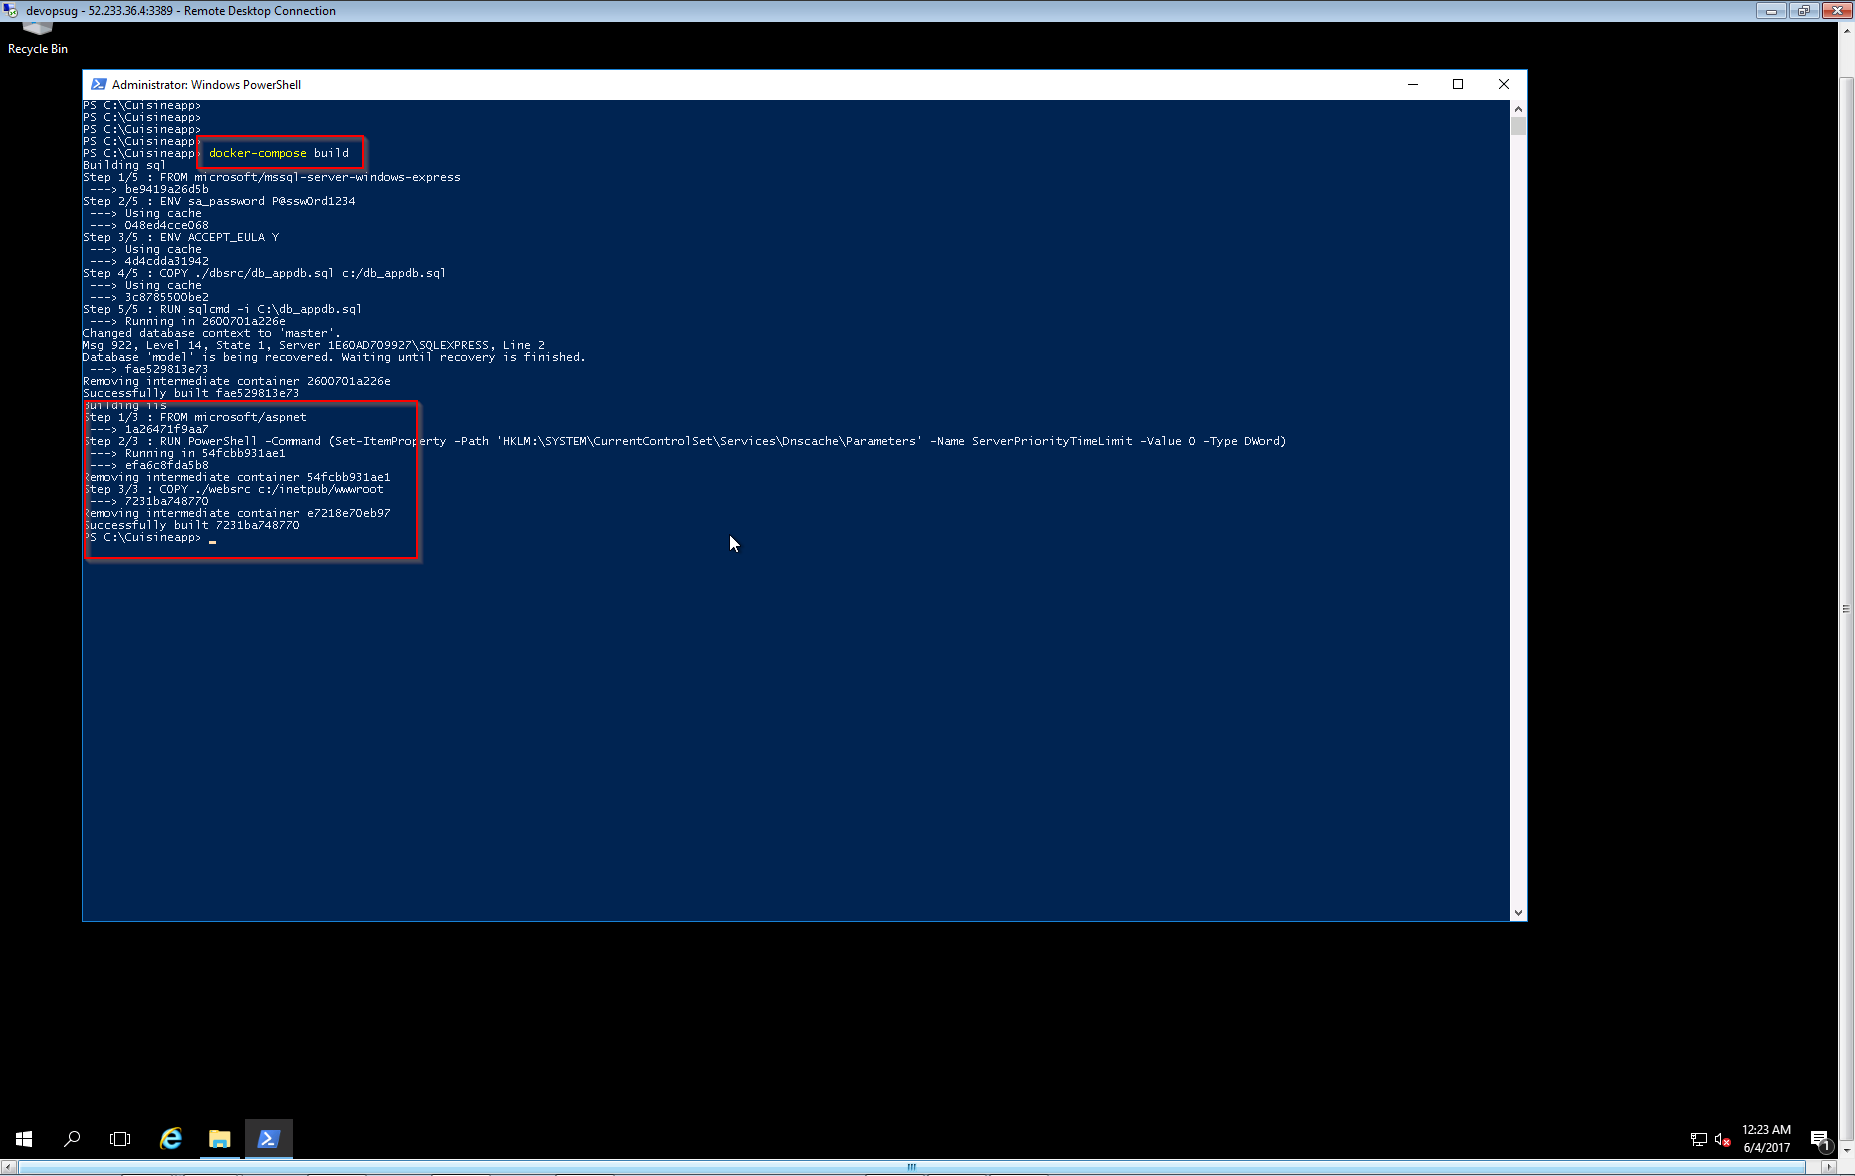 devopsug - 52.233.36.4:3389 - Remote Desktop Connection
Recycle Bin
Administrator: Windows PowerShell
PS C:\Cuisineapp>
PS C:\Cuisineapp>
PS C:\Cuisineapp>
PS C:\Cuisineapp>
PS C:\Cuisineapp> docker-compose build
Building sql
Step 1/5 : FROM microsoft/mssql-server-windows-express
 ---> be9419a26d5b
Step 2/5 : ENV sa_password P@ssw0rd1234
 ---> Using cache
 ---> 048ed4cce068
Step 3/5 : ENV ACCEPT_EULA Y
 ---> Using cache
 ---> 4d4cdda31942
Step 4/5 : COPY ./dbsrc/db_appdb.sql c:/db_appdb.sql
 ---> Using cache
 ---> 3c8785500be2
Step 5/5 : RUN sqlcmd -i C:\db_appdb.sql
 ---> Running in 2600701a226e
Changed database context to 'master'.
Msg 922, Level 14, State 1, Server 1E60AD709927\SQLEXPRESS, Line 2
Database 'model' is being recovered. Waiting until recovery is finished.
 ---> fae529813e73
Removing intermediate container 2600701a226e
Successfully built fae529813e73
Building iis
Step 1/3 : FROM microsoft/aspnet
 ---> 1a26471f9aa7
Step 2/3 : RUN PowerShell -Command (Set-ItemProperty -Path 'HKLM:\SYSTEM\CurrentControlSet\Services\Dnscache\Parameters' -Name ServerPriorityTimeLimit -Value 0 -Type DWord)
 ---> Running in 54fcbb931ae1
 ---> efa6c8fda5b8
Removing intermediate container 54fcbb931ae1
Step 3/3 : COPY ./websrc c:/inetpub/wwwroot
 ---> 7231ba748770
Removing intermediate container e7218e70eb97
Successfully built 7231ba748770
PS C:\Cuisineapp> _
12:23 AM
6/4/2017
1